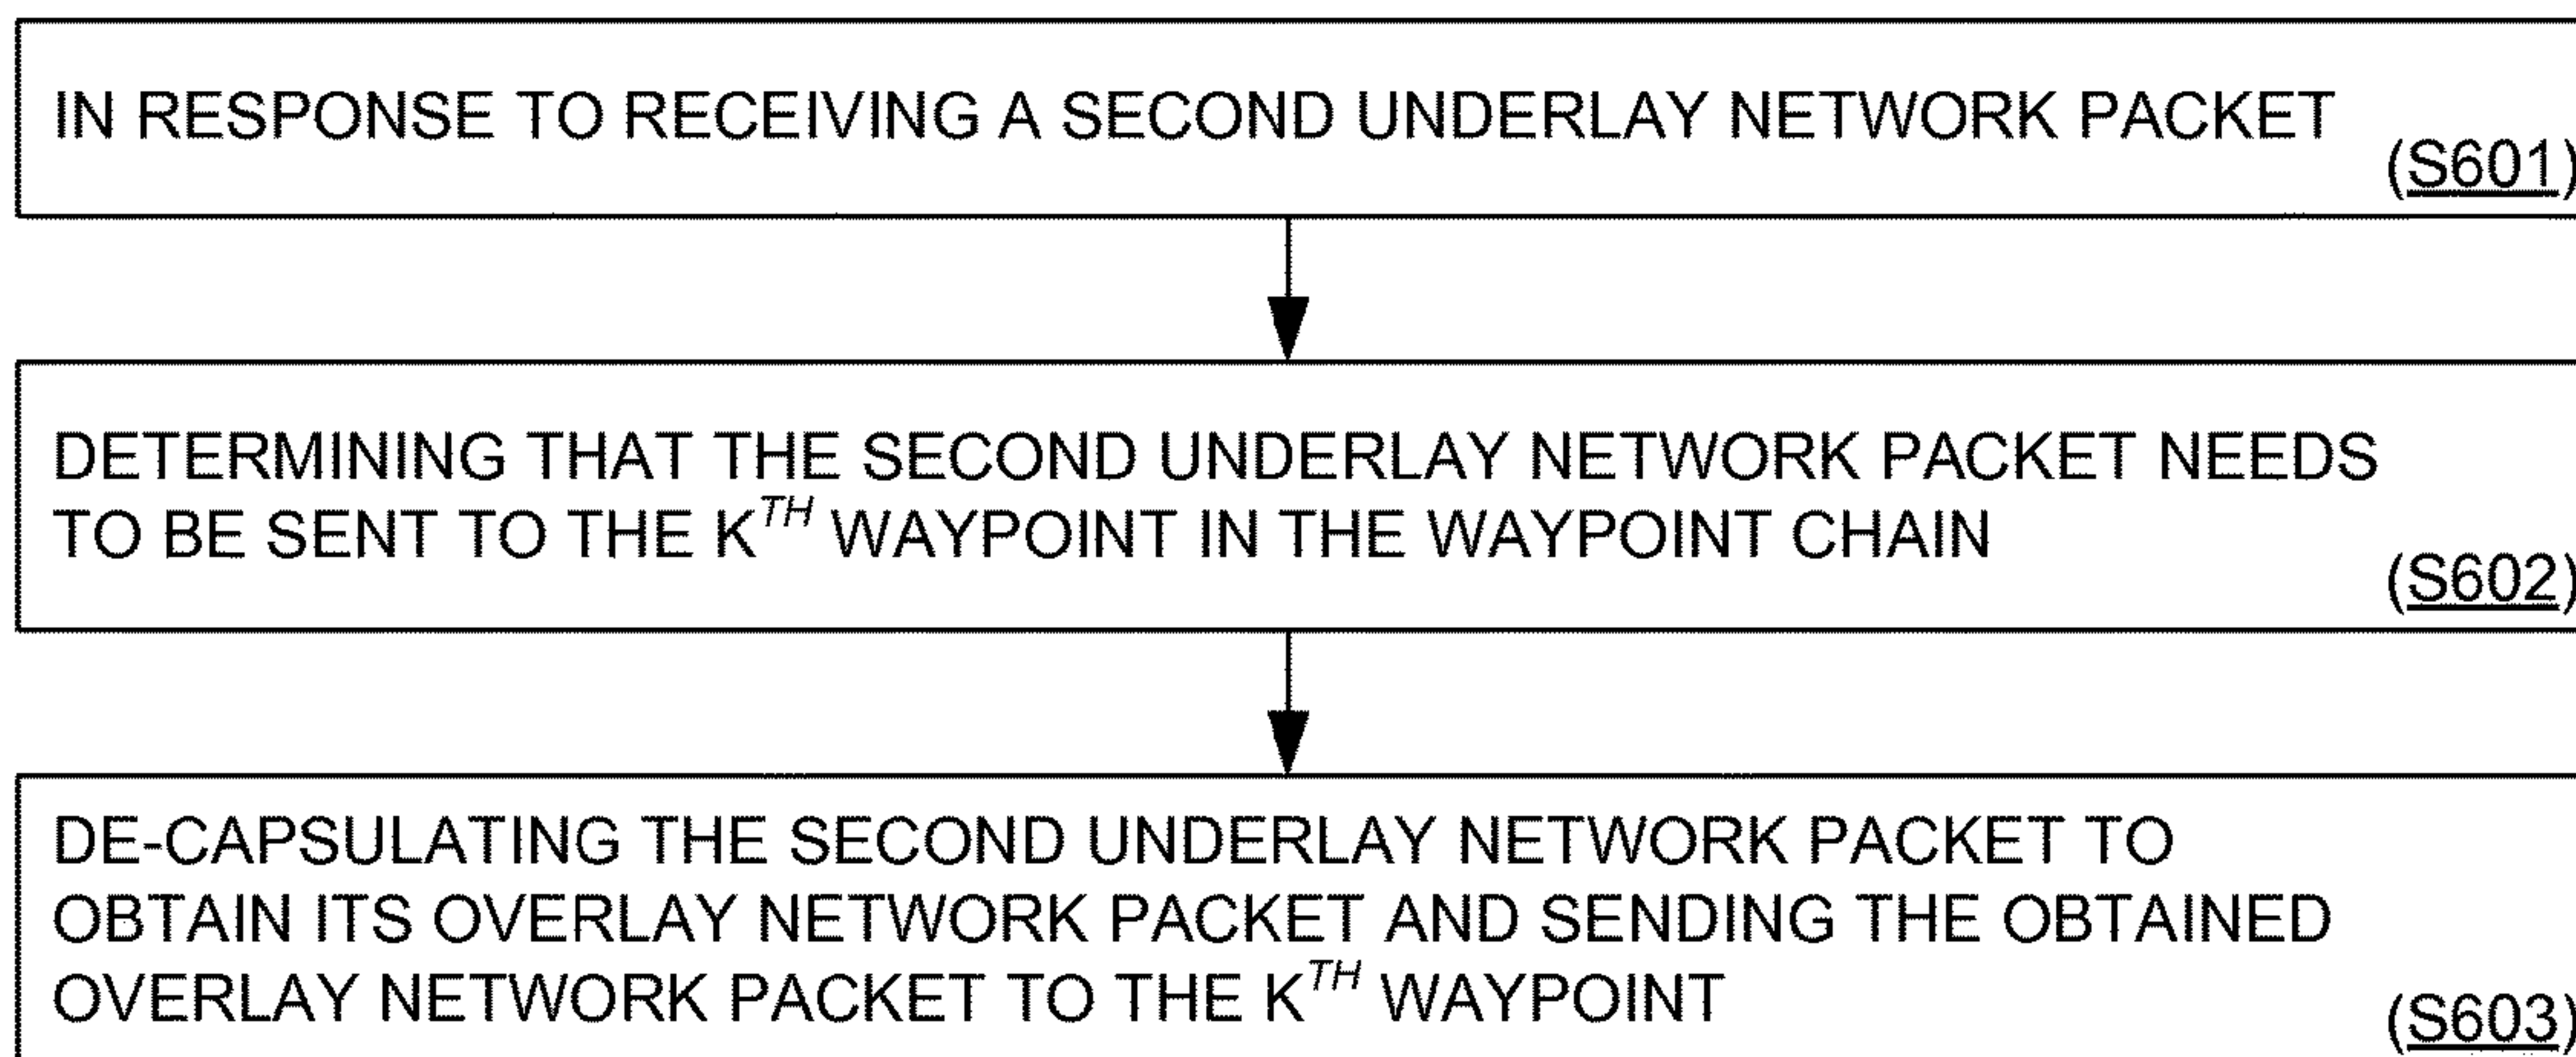 IN RESPONSE TO RECEIVING A SECOND UNDERLAY NETWORK PACKET
(S601)
DETERMINING THAT THE SECOND UNDERLAY NETWORK PACKET NEEDS
TO BE SENT TO THE K^TH WAYPOINT IN THE WAYPOINT CHAIN
(S602)
DE-CAPSULATING THE SECOND UNDERLAY NETWORK PACKET TO
OBTAIN ITS OVERLAY NETWORK PACKET AND SENDING THE OBTAINED
OVERLAY NETWORK PACKET TO THE K^TH WAYPOINT
(S603)